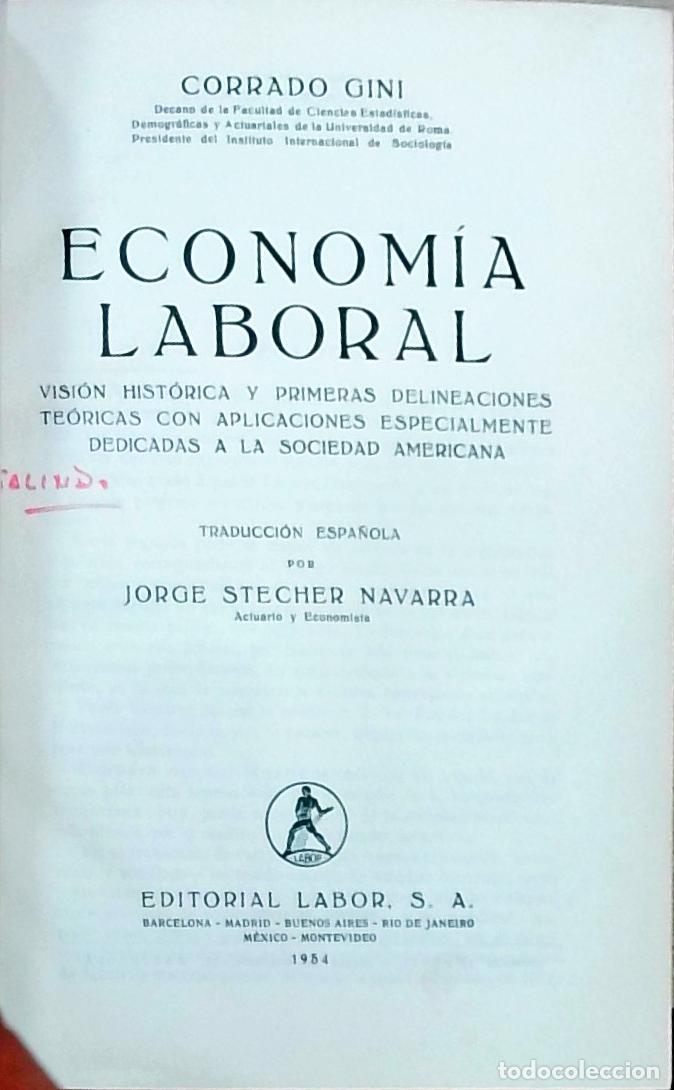 CORRADO GINI
Decano de la Facultad de Ciencies Estadísticas,
Demográficas y Actuariales de la Universidad de Roma.
Presidente del Instituto Internacional de Sociología
ECONOMÍA
LABORAL
VISIÓN HISTÓRICA Y PRIMERAS DELINEACIONES
TEÓRICAS CON APLICACIONES ESPECIALMENTE
DEDICADAS A LA SOCIEDAD AMERICANA
TRADUCCIÓN ESPAÑOLA
POR
JORGE STECHER NAVARRA
Actuario y Economista
LABOR
EDITORIAL LABOR, S. A.
BARCELONA - MADRID - BUENOS AIRES - RIO DE JANEIRO
MÉXICO - MONTEVIDEO
1954
todocoleccion